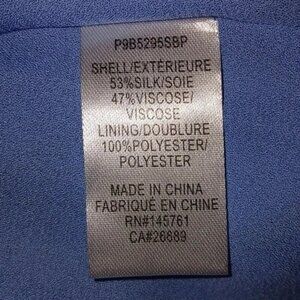 P9B5295SBP
SHELL/EXTÉRIEURE
53%SILK/SOIE
47%VISCOSE/
VISCOSE
LINING/DOUBLURE
100%POLYESTER/
POLYESTER
MADE IN CHINA
FABRIQUÉ EN CHINE
RN#145761
CA#26689